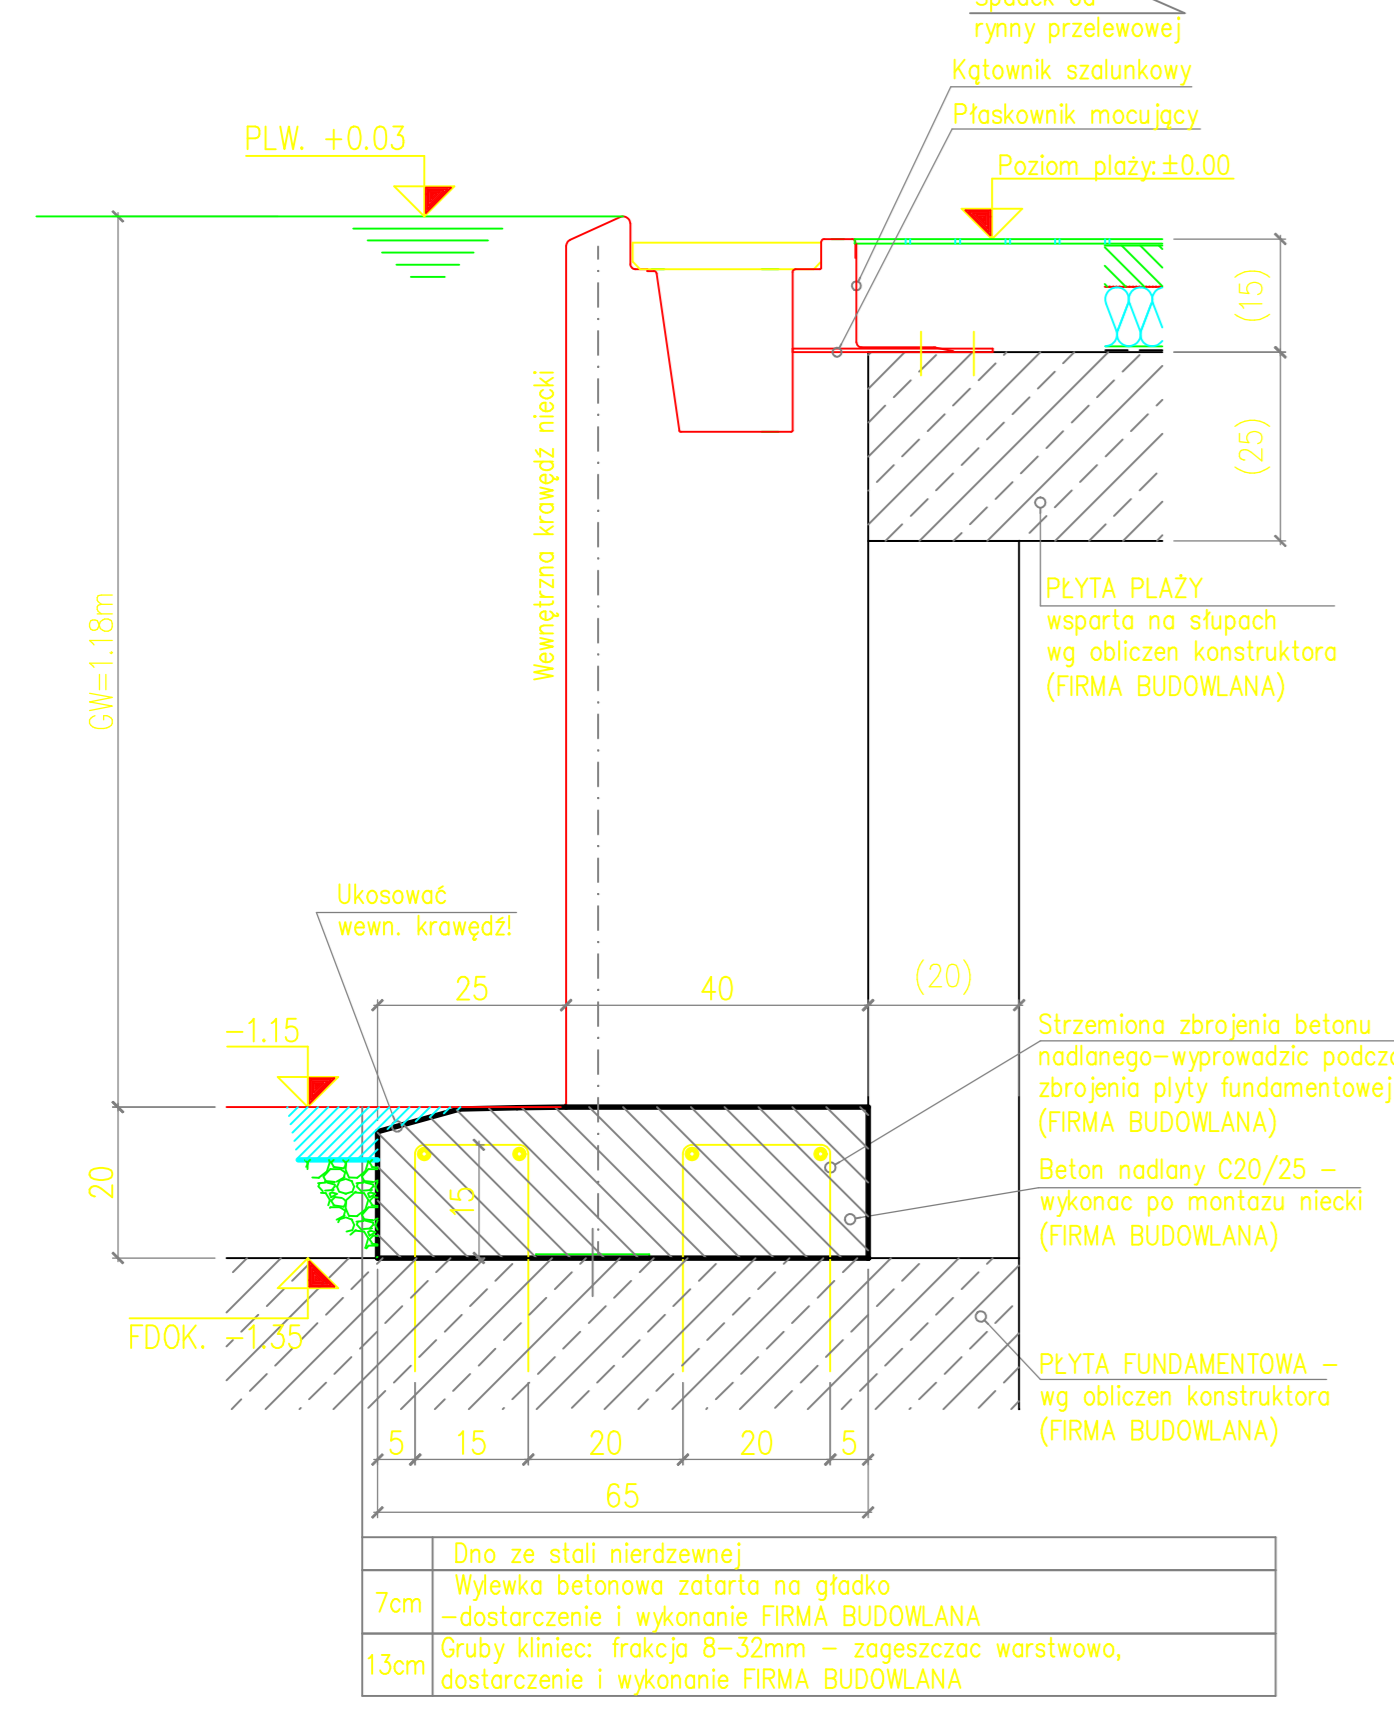 Spadek od
rynny przelewowej
Kątownik szalunkowy
Płaskownik mocujący
PLW. +0.03
Poziom plaży: ±0.00
(15)
(25)
Wewnętrzna krawędź niecki
GW=1.18m
PŁYTA PLAŻY
wsparta na słupach
wg obliczen konstruktora
(FIRMA BUDOWLANA)
Ukosować
wewn. krawędź!
25
40
(20)
-1.15
Strzemiona zbrojenia betonu
nadlanego-wyprowadzic
zbrojenia plyty fundamentowej
(FIRMA BUDOWLANA)
Beton nadlany C20/25 -
wykonac po montazu niecki
(FIRMA BUDOWLANA)
20
15
FDOK. -1.35
PŁYTA FUNDAMENTOWA -
wg obliczen konstruktora
(FIRMA BUDOWLANA)
5
15
20
20
5
65
Dno ze stali nierdzewnej
7cm
Wylewka betonowa zatarta na gładko
-dostarczenie i wykonanie FIRMA BUDOWLANA
13cm
Gruby kliniec: frakcja 8-32mm - zageszczac warstwowo,
dostarczenie i wykonanie FIRMA BUDOWLANA